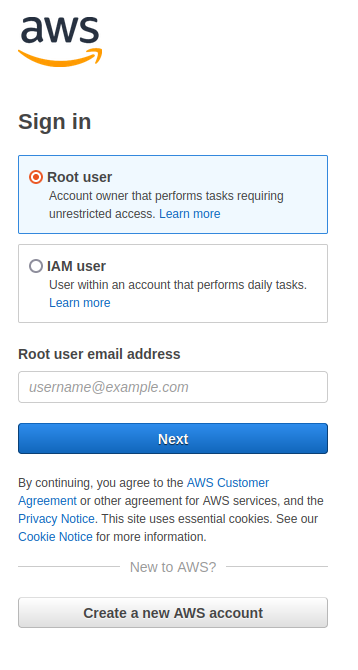 aws
Sign in
Root user
Account owner that performs tasks requiring
unrestricted access. Learn more
IAM user
User within an account that performs daily tasks.
Learn more
Root user email address
username@example.com
Next
By continuing, you agree to the AWS Customer
Agreement or other agreement for AWS services, and the
Privacy Notice. This site uses essential cookies. See our
Cookie Notice for more information.
New to AWS?
Create a new AWS account